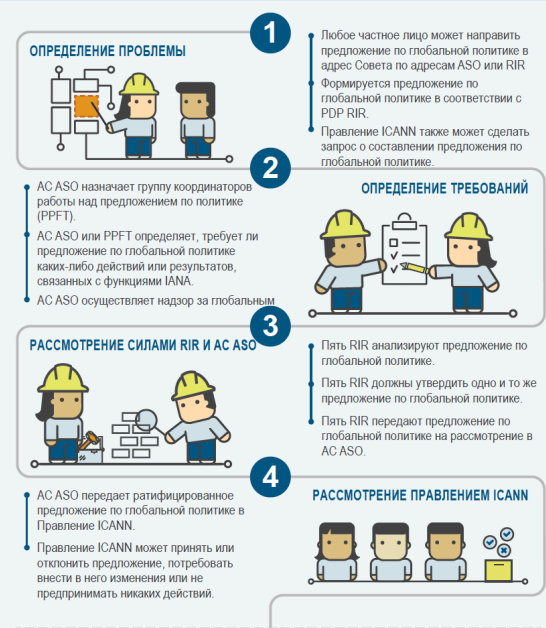 1
ОПРЕДЕЛЕНИЕ ПРОБЛЕМЫ
Любое частное лицо может направить
предложение по глобальной политике в
адрес Совета по адресам ASO или RIR
Формируется предложение по
глобальной политике в соответствии с
PDP RIR.
Правление ICANN также может сделать
запрос о составлении предложения по
глобальной политике.
2
ОПРЕДЕЛЕНИЕ ТРЕБОВАНИЙ
AC ASO назначает группу координаторов
работы над предложением по политике
(PPFT).
AC ASO или PPFT определяет, требует ли
предложение по глобальной политике
каких-либо действий или результатов,
связанных с функциями IANA.
AC ASO осуществляет надзор за глобальным
3
РАССМОТРЕНИЕ СИЛАМИ RIR И AC ASO
Пять RIR анализируют предложение по
глобальной политике.
Пять RIR должны утвердить одно и то же
предложение по глобальной политике.
Пять RIR передают предложение по
глобальной политике на рассмотрение в
AC ASO.
4
РАССМОТРЕНИЕ ПРАВЛЕНИЕМ ICANN
AC ASO передает ратифицированное
предложение по глобальной политике в
Правление ICANN.
Правление ICANN может принять или
отклонить предложение, потребовать
внести в него изменения или не
предпринимать никаких действий.